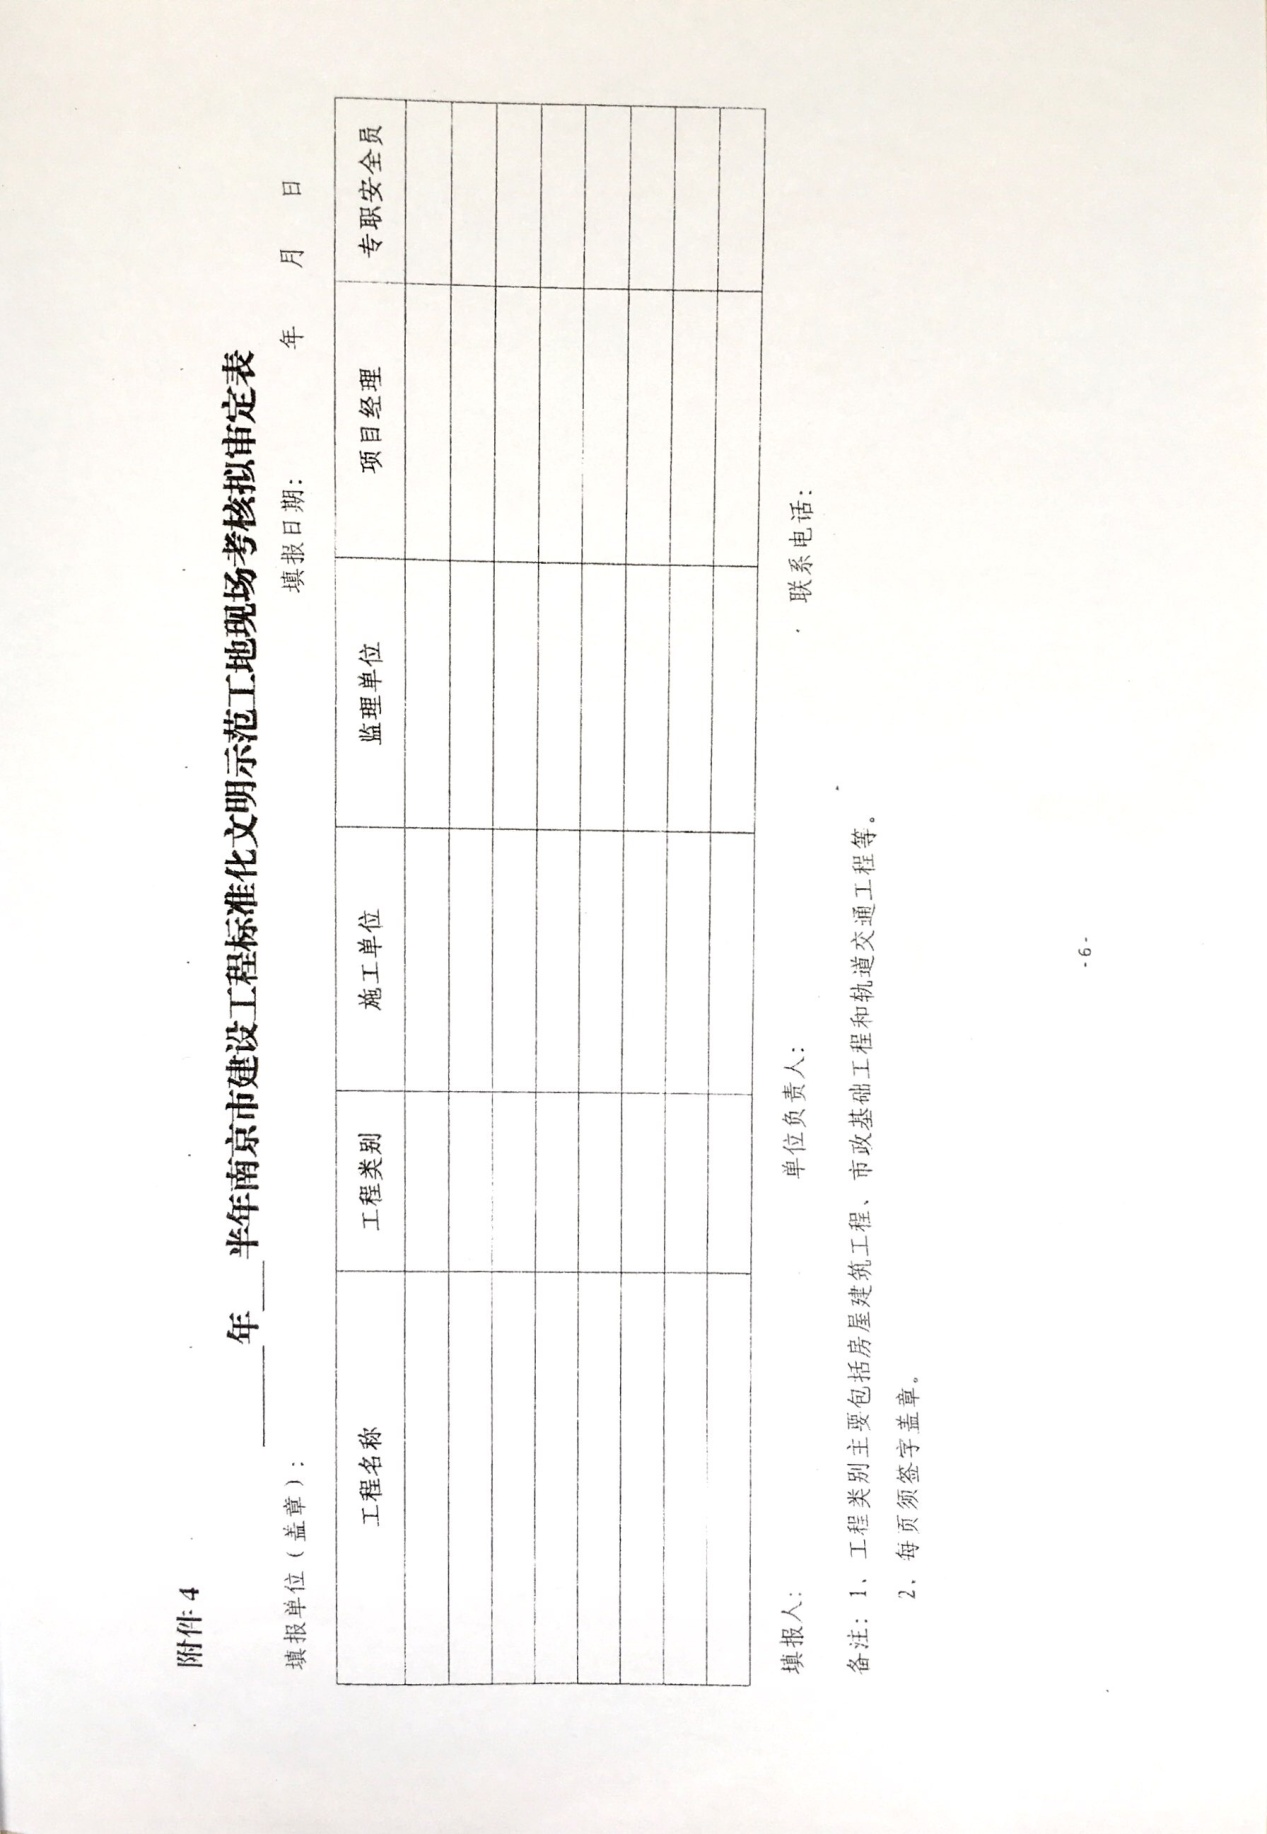 附件4
____年__半年南京市建设工程标准化文明示范工地现场考核拟审定表
填报单位（盖章）： 填报日期： 年 月 日
工程名称 工程类别 施工单位 监理单位 项目经理 专职安全员
填报人： 单位负责人： 联系电话：
备注：1、工程类别主要包括房屋建筑工程、市政基础工程和轨道交通工程等。
2、每页须签字盖章。
-6-